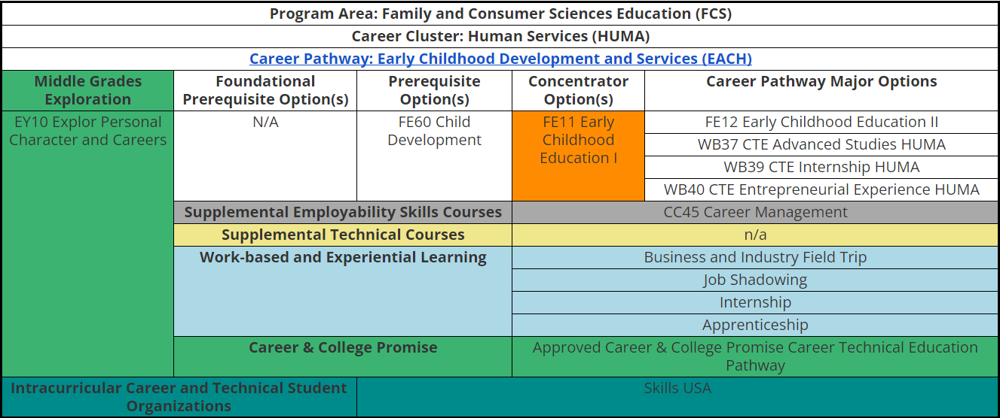 Program Area: Family and Consumer Sciences Education (FCS)
Career Cluster: Human Services (HUMA)
Career Pathway: Early Childhood Development and Services (EACH)
Middle Grades
Exploration
Foundational
Prerequisite Option(s)
Prerequisite
Option(s)
Concentrator
Option(s)
Career Pathway Major Options
EY10 Explor Personal
Character and Careers
N/A
FE60 Child
Development
FE11 Early
Childhood
Education I
FE12 Early Childhood Education II
WB37 CTE Advanced Studies HUMA
WB39 CTE Internship HUMA
WB40 CTE Entrepreneurial Experience HUMA
Supplemental Employability Skills Courses
CC45 Career Management
Supplemental Technical Courses
n/a
Work-based and Experiential Learning
Business and Industry Field Trip
Job Shadowing
Internship
Apprenticeship
Career & College Promise
Approved Career & College Promise Career Technical Education
Pathway
Intracurricular Career and Technical Student
Organizations
Skills USA